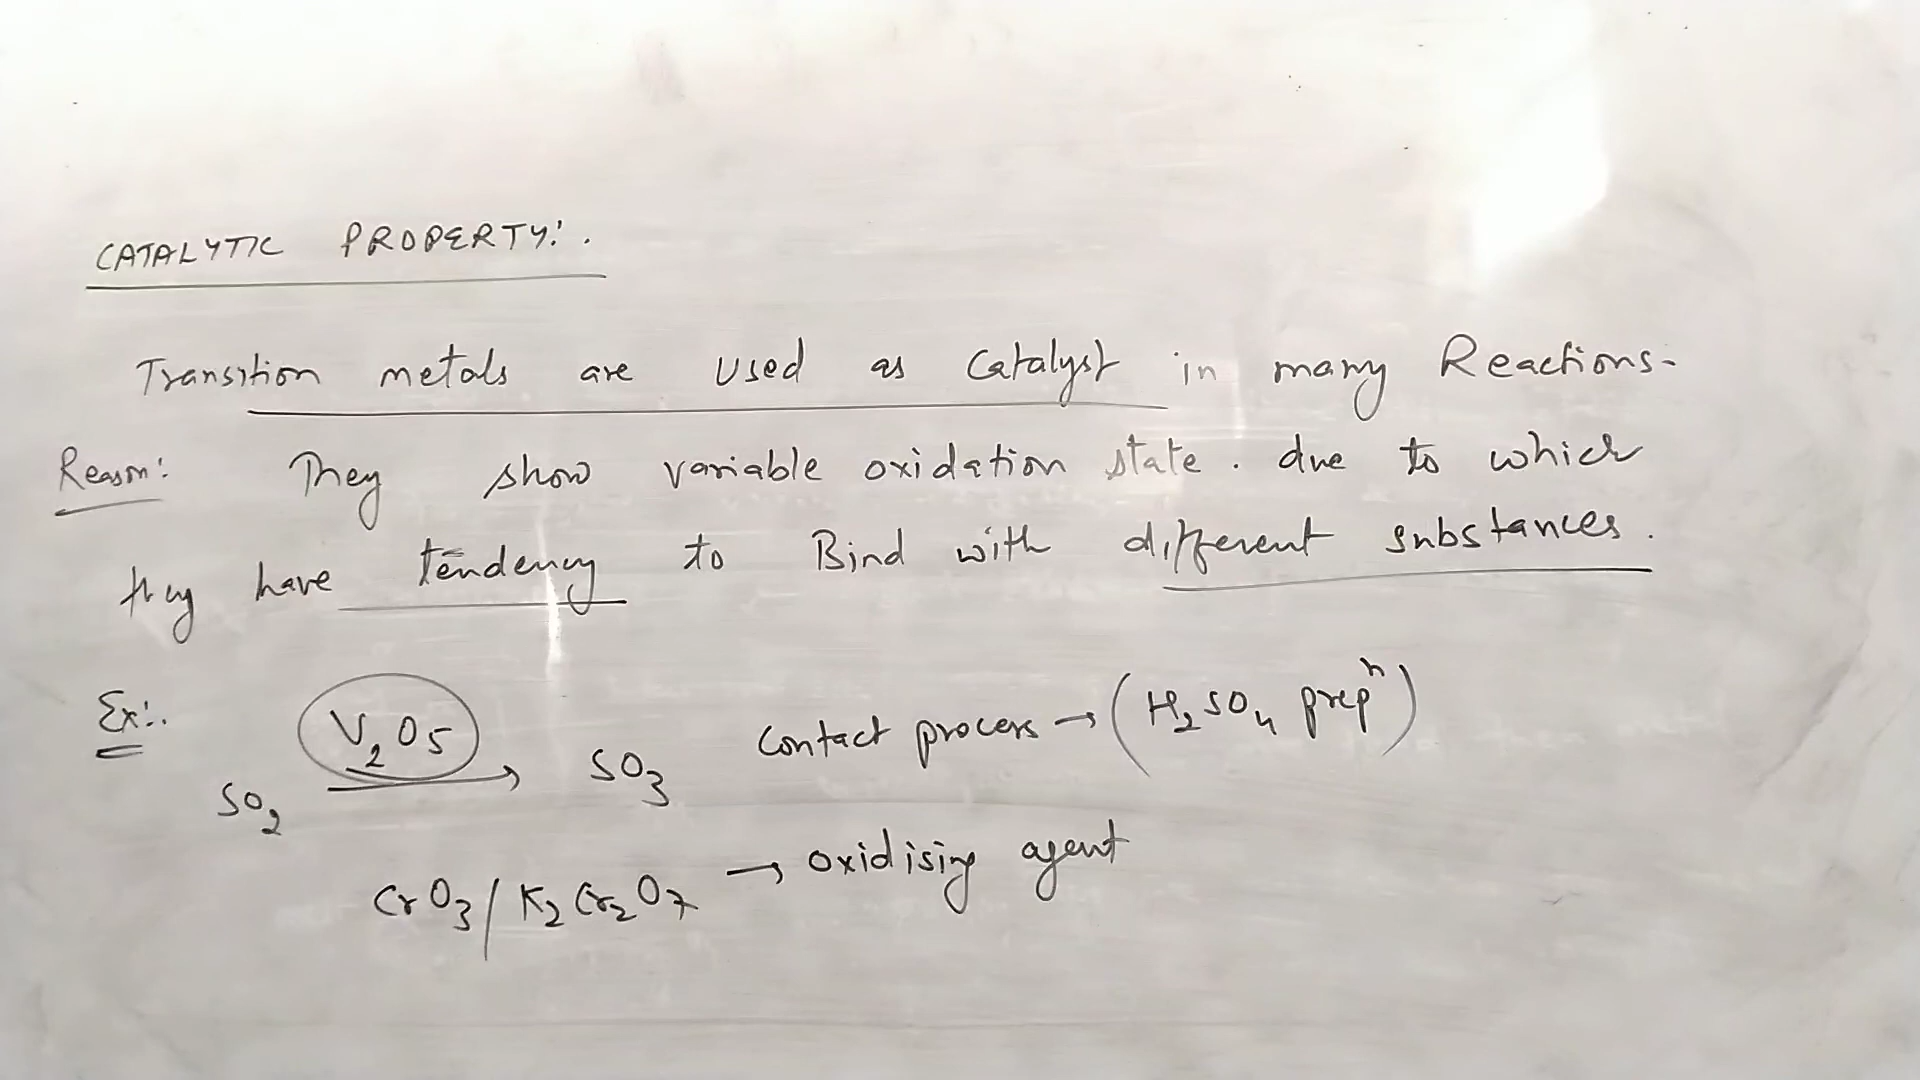 CATALYTIC PROPERTY:.
Transition metals are used as Catalyst in many Reactions-
Reason: They show variable oxidation state. due to which
they have tendency to Bind with different substances.
Ex:. SO₂ V₂O₅ → SO₃ Contact process → (H₂SO₄ prepⁿ)
CrO₃/K₂Cr₂O₇ → oxidising agent